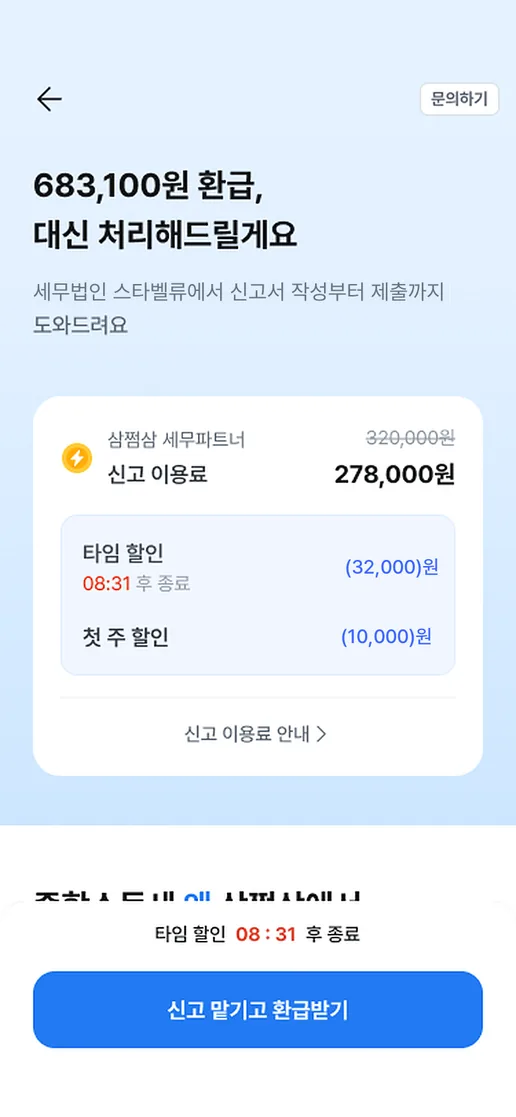 문의하기
683,100원 환급,
대신 처리해드릴게요
세무법인 스타벨류에서 신고서 작성부터 제출까지
도와드려요
삼쩜삼 세무파트너 320,000원
신고 이용료 278,000원
타임 할인 (32,000)원
08:31 후 종료
첫 주 할인 (10,000)원
신고 이용료 안내 >
타임 할인 08 : 31 후 종료
신고 맡기고 환급받기